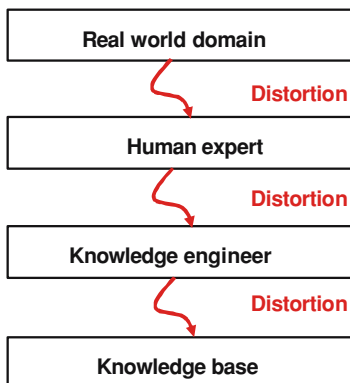 Real world domain
Distortion
Human expert
Distortion
Knowledge engineer
Distortion
Knowledge base